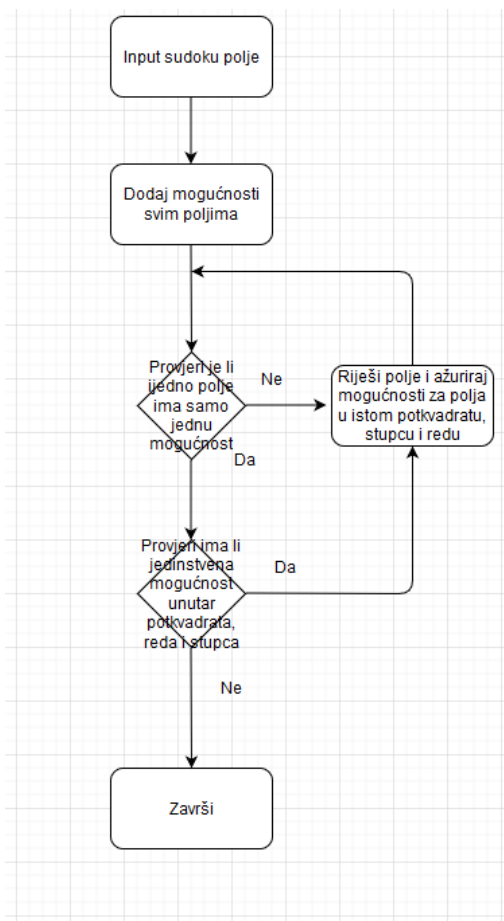 Input sudoku polje
Dodaj mogućnosti
svim poljima
Provjeri je li
ijedno polje
ima samo
jednu
mogućnost
Ne
Riješi polje i ažuriraj
mogućnosti za polja
u istom potkvadratu,
stupcu i redu
Da
Provjeri ima li
jedinstvena
mogućnost
unutar
potkvadrata,
reda i stupca
Da
Ne
Završi